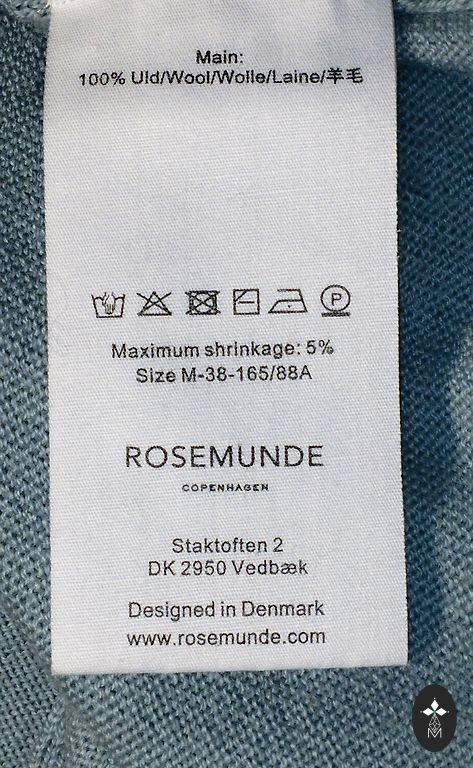 Main:
100% Uld/Wool/Wolle/Laine/羊毛
P
Maximum shrinkage: 5%
Size M-38-165/88A
ROSEMUNDE
COPENHAGEN
Staktoften 2
DK 2950 Vedbæk
Designed in Denmark
www.rosemunde.com
M